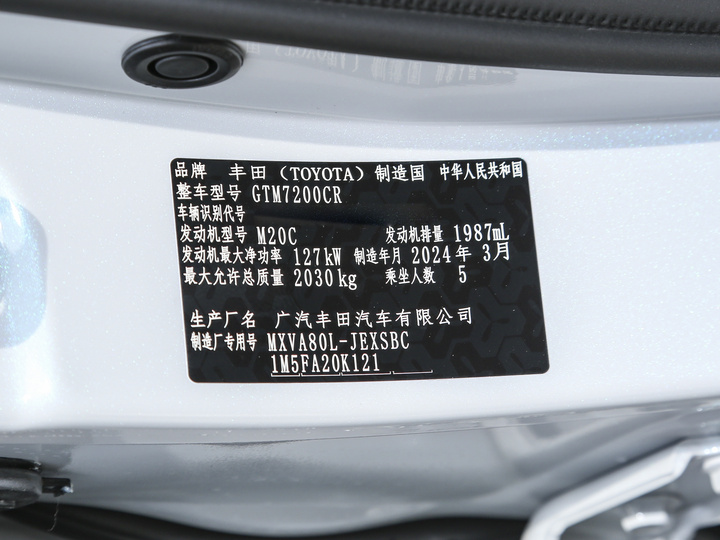 品牌 丰田（TOYOTA）制造国 中华人民共和国
整车型号 GTM7200CR
车辆识别代号
发动机型号 M20C 发动机排量 1987mL
发动机最大净功率 127kW 制造年月 2024年 3月
最大允许总质量 2030kg 乘坐人数 5
生产厂名 广汽丰田汽车有限公司
制造厂专用号 MXVA80L-JEXSBC
1M5FA20K121